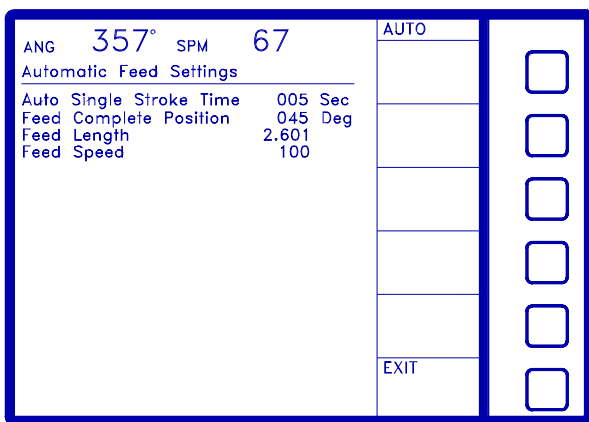 ANG 357° SPM 67
AUTO
Automatic Feed Settings
Auto Single Stroke Time 005 Sec
Feed Complete Position 045 Deg
Feed Length 2.601
Feed Speed 100
EXIT